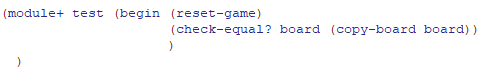 (module+ test (begin (reset-game)
(check-equal? board (copy-board board))
)
)